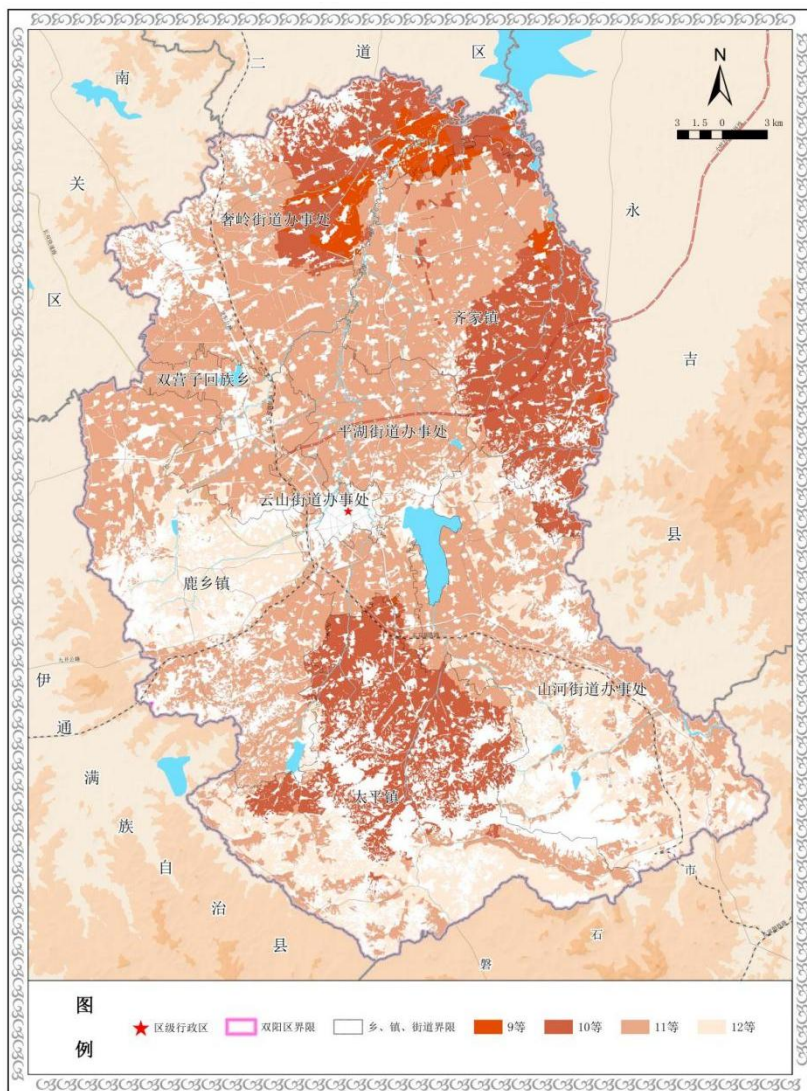 二道区
南关区
3 1.5 0 3 km
永吉县
奢岭街道办事处
齐家镇
双营子回族乡
平湖街道办事处
云山街道办事处
鹿乡镇
山河街道办事处
太平镇
伊通满族自治县
磐石市
图例
区级行政区
双阳区界限
乡、镇、街道界限
9等
10等
11等
12等